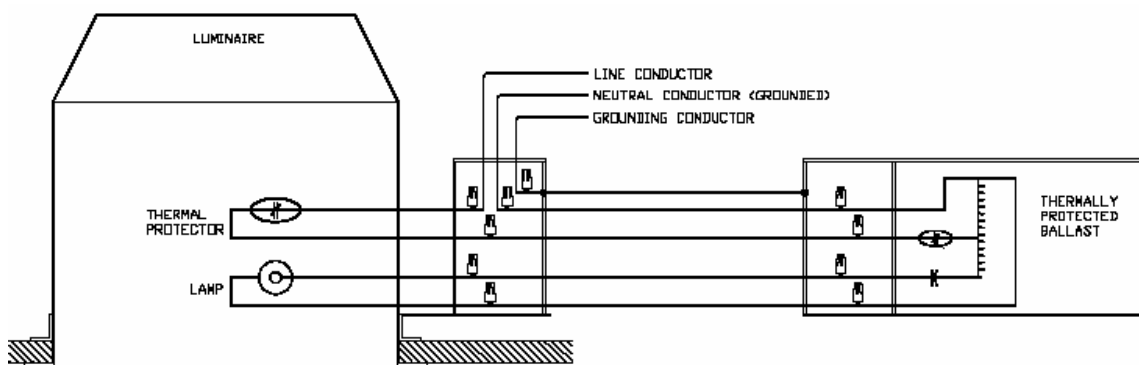 LUMINAIRE
LINE CONDUCTOR
NEUTRAL CONDUCTOR (GROUNDED)
GROUNDING CONDUCTOR
THERMAL
PROTECTOR
THERMALLY
PROTECTED
BALLAST
LAMP